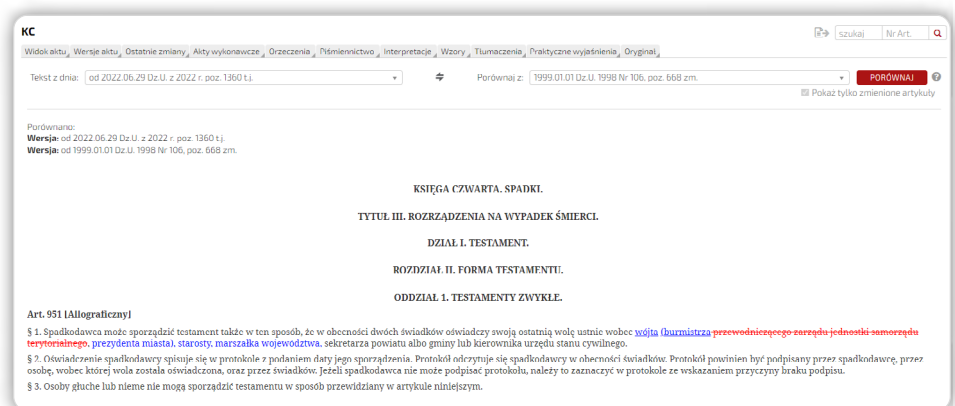 KC
szukaj Nr Art.
Widok aktu Wersje aktu Ostatnie zmiany Akty wykonawcze Orzeczenia Piśmiennictwo Interpretacje Wzory Tłumaczenia Praktyczne wyjaśnienia Oryginał
Tekst z dnia: od 2022.06.29 Dz.U. z 2022 r. poz. 1360 t.j. Porównaj z: 1999.01.01 Dz.U. 1998 Nr 106, poz. 668 zm. PORÓWNAJ ?
Pokaż tylko zmienione artykuły
Porównano:
Wersja: od 2022.06.29 Dz.U. z 2022 r. poz. 1360 t.j.
Wersja: od 1999.01.01 Dz.U. 1998 Nr 106, poz. 668 zm.
KSIĘGA CZWARTA. SPADKI.
TYTUŁ III. ROZRZĄDZENIA NA WYPADEK ŚMIERCI.
DZIAŁ I. TESTAMENT.
ROZDZIAŁ II. FORMA TESTAMENTU.
ODDZIAŁ 1. TESTAMENTY ZWYKŁE.
Art. 951 [Allograficzny]
§ 1. Spadkodawca może sporządzić testament także w ten sposób, że w obecności dwóch świadków oświadczy swoją ostatnią wolę ustnie wobec wójta (burmistrza przewodniczącego zarządu jednostki samorządu
terytorialnego, prezydenta miasta), starosty, marszałka województwa, sekretarza powiatu albo gminy lub kierownika urzędu stanu cywilnego.
§ 2. Oświadczenie spadkodawcy spisuje się w protokole z podaniem daty jego sporządzenia. Protokół odczytuje się spadkodawcy w obecności świadków. Protokół powinien być podpisany przez spadkodawcę, przez
osobę, wobec której wola została oświadczona, oraz przez świadków. Jeżeli spadkodawca nie może podpisać protokołu, należy to zaznaczyć w protokole ze wskazaniem przyczyny braku podpisu.
§ 3. Osoby głuche lub nieme nie mogą sporządzić testamentu w sposób przewidziany w artykule niniejszym.